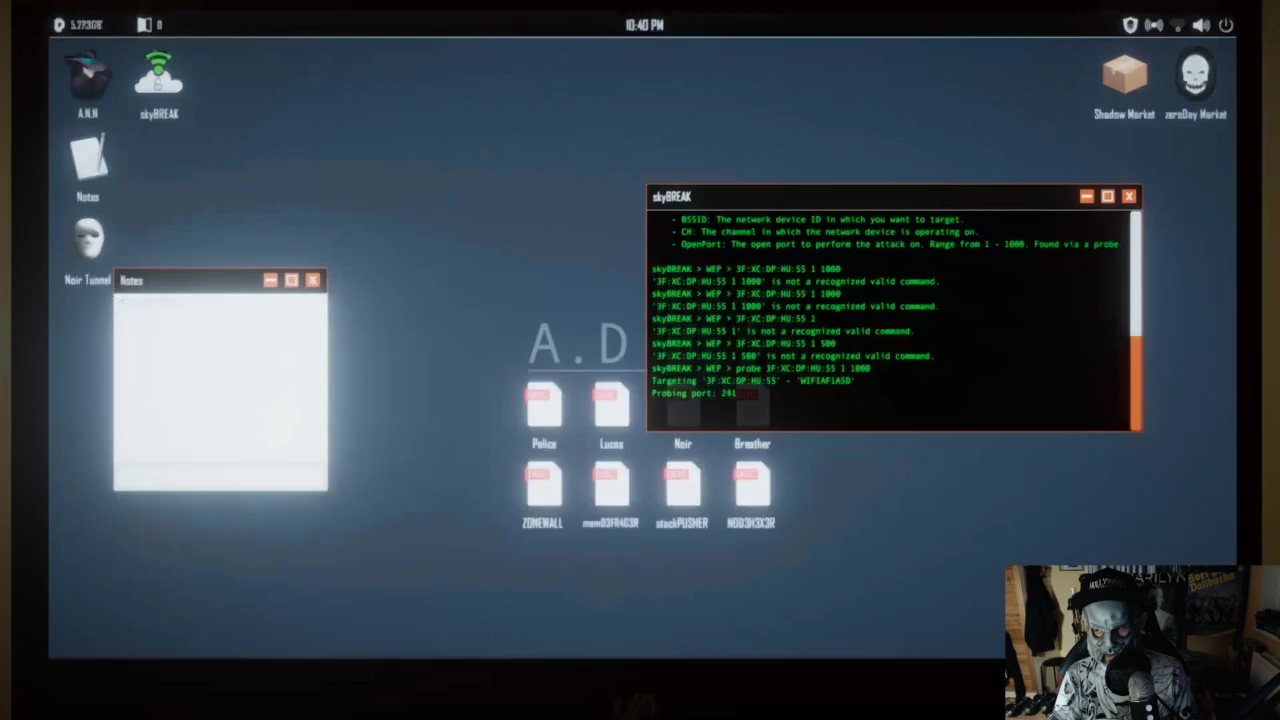 5.273GB 0 10:40 PM
A.N.N skyBREAK Shadow Market zeroDay Market
Notes
Noir Tunnel
Notes
skyBREAK
- BSSID: The network device ID in which you want to target.
- CH: The channel in which the network device is operating on.
- OpenPort: The open port to perform the attack on. Range from 1 - 1000. Found via a probe
skyBREAK > WEP > 3F:XC:DP:HU:55 1 1000
'3F:XC:DP:HU:55 1 1000' is not a recognized valid command.
skyBREAK > WEP > 3F:XC:DP:HU:55 1 1000
'3F:XC:DP:HU:55 1 1000' is not a recognized valid command.
skyBREAK > WEP > 3F:XC:DP:HU:55 1
'3F:XC:DP:HU:55 1' is not a recognized valid command.
skyBREAK > WEP > 3F:XC:DP:HU:55 1 500
'3F:XC:DP:HU:55 1 500' is not a recognized valid command.
skyBREAK > WEP > probe 3F:XC:DP:HU:55 1 1000
Targeting '3F:XC:DP:HU:55' - 'WIFIAF1ASD'
Probing port: 241
A.D
Police Lucas Noir Breather
ZONEWALL memD3FR4G3R stackPUSHER N0D3H3X3R